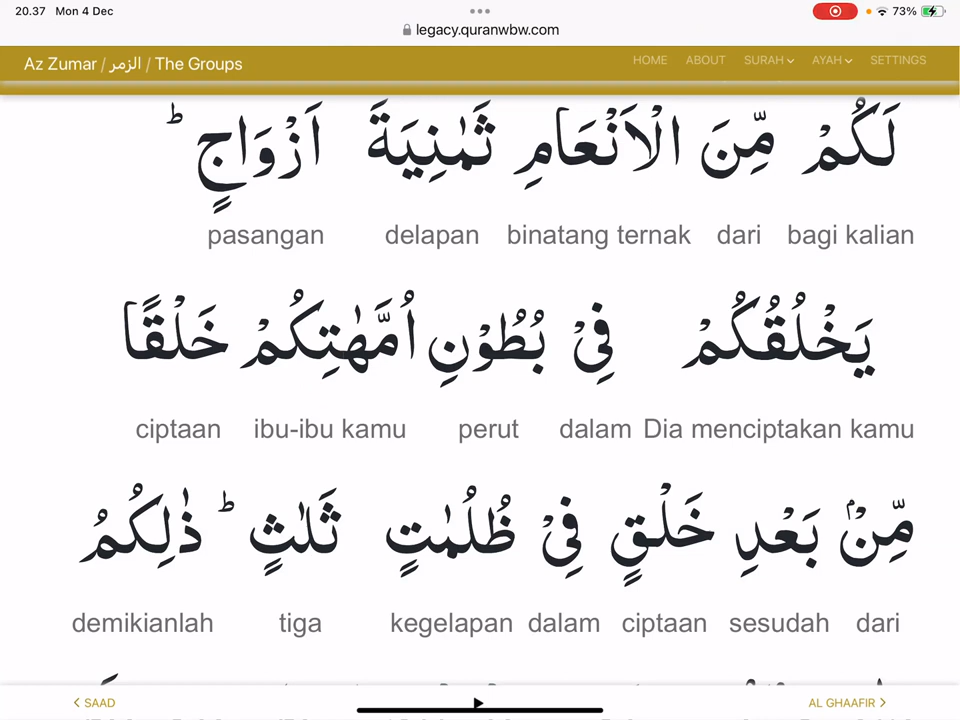 20.37 Mon 4 Dec
73%
legacy.quranwbw.com
Az Zumar / الزمر / The Groups
HOME ABOUT SURAH AYAH SETTINGS
لَكُمْ مِّنَ الْاَنْعَامِ ثَمٰنِيَةَ اَزْوَاجٍ ؕ
pasangan delapan binatang ternak dari bagi kalian
يَخْلُقُكُمْ فِيْ بُطُوْنِ اُمَّهٰتِكُمْ خَلْقًا
ciptaan ibu-ibu kamu perut dalam Dia menciptakan kamu
مِّنْۢ بَعْدِ خَلْقٍ فِيْ ظُلُمٰتٍ ثَلٰثٍ ؕ ذٰلِكُمُ
demikianlah tiga kegelapan dalam ciptaan sesudah dari
SAAD AL GHAAFIR